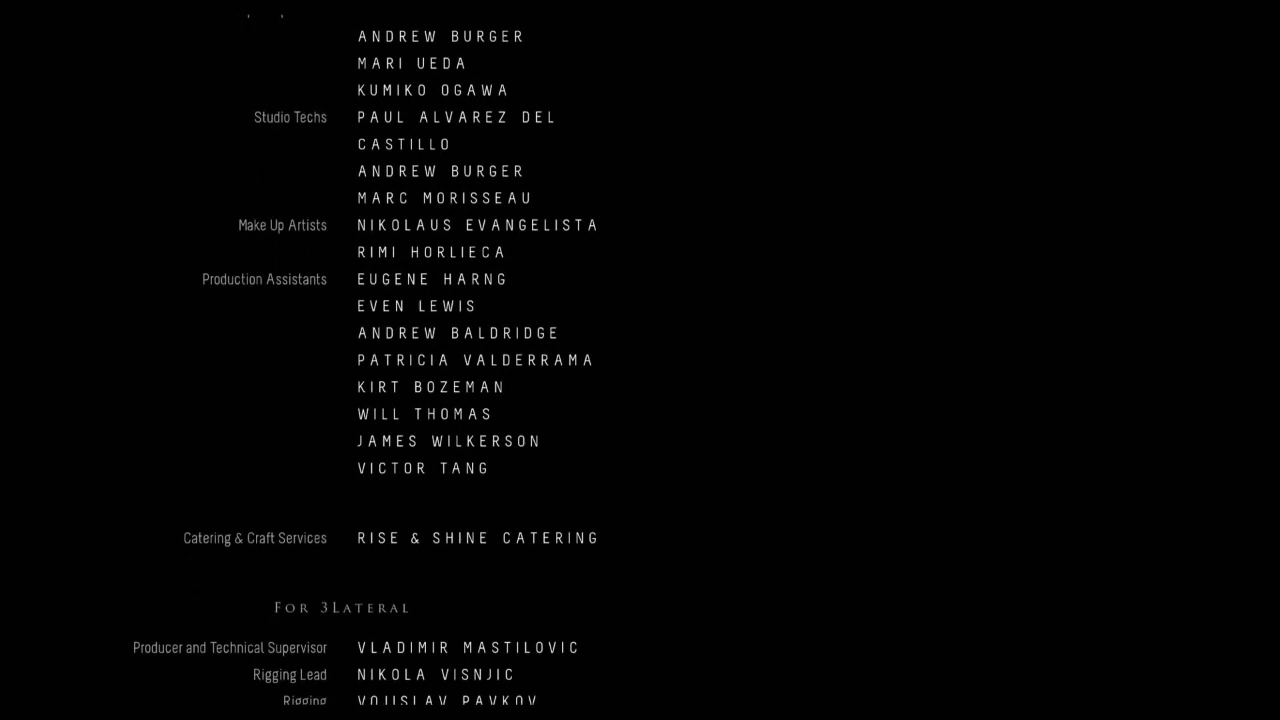 ANDREW BURGER
MARI UEDA
KUMIKO OGAWA
Studio Techs PAUL ALVAREZ DEL
CASTILLO
ANDREW BURGER
MARC MORISSEAU
Make Up Artists NIKOLAUS EVANGELISTA
RIMI HORLIECA
Production Assistants EUGENE HARNG
EVEN LEWIS
ANDREW BALDRIDGE
PATRICIA VALDERRAMA
KIRT BOZEMAN
WILL THOMAS
JAMES WILKERSON
VICTOR TANG
Catering & Craft Services RISE & SHINE CATERING
FOR 3LATERAL
Producer and Technical Supervisor VLADIMIR MASTILOVIC
Rigging Lead NIKOLA VISNJIC
Rigging VOJISLAV PAVKOV